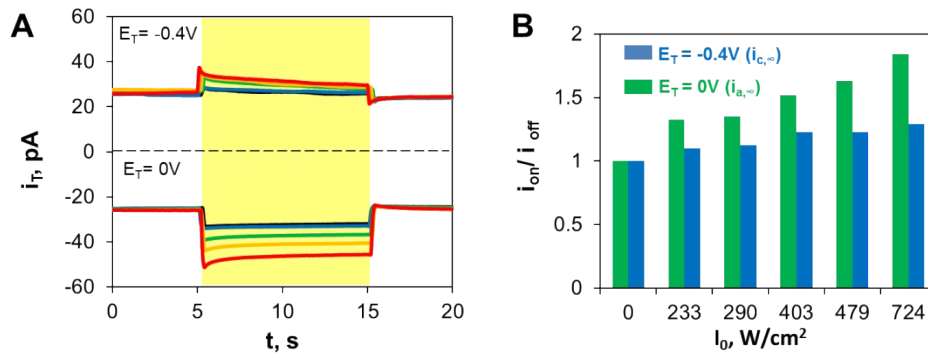 A
E_T = -0.4V
E_T= 0V
i_T, pA
60
40
20
0
-20
-40
-60
0
5
10
15
20
t, s
B
E_T = -0.4V (i_c,∞)
E_T = 0V (i_a,∞)
i_on/ i_off
2
1.5
1
0.5
0
0 233 290 403 479 724
I_0, W/cm²